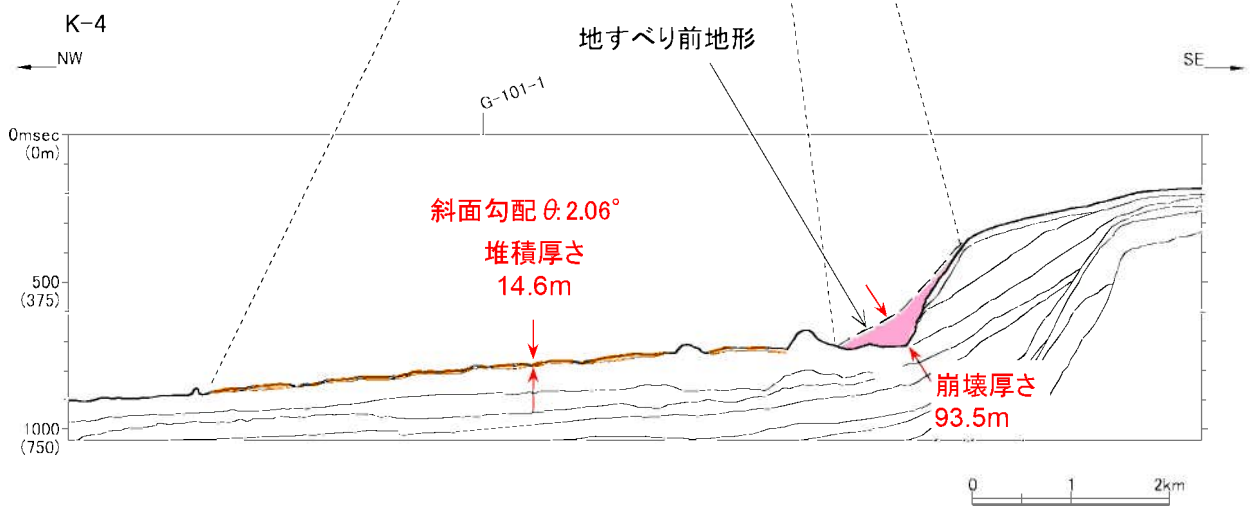 K-4
地すべり前地形
NW
SE
G-101-1
0msec
(0m)
斜面勾配θ:2.06°
堆積厚さ
14.6m
500
(375)
崩壊厚さ
93.5m
1000
(750)
0 1 2km